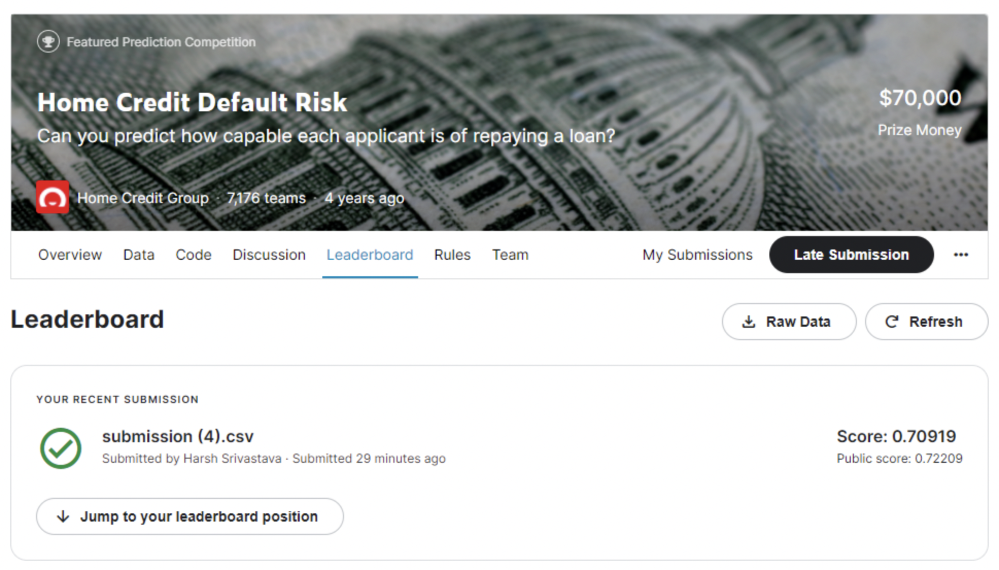 Featured Prediction Competition
Home Credit Default Risk
Can you predict how capable each applicant is of repaying a loan?
$70,000
Prize Money
Home Credit Group · 7,176 teams · 4 years ago
Overview Data Code Discussion Leaderboard Rules Team My Submissions Late Submission
Leaderboard
Raw Data Refresh
YOUR RECENT SUBMISSION
submission (4).csv Score: 0.70919
Submitted by Harsh Srivastava · Submitted 29 minutes ago Public score: 0.72209
Jump to your leaderboard position